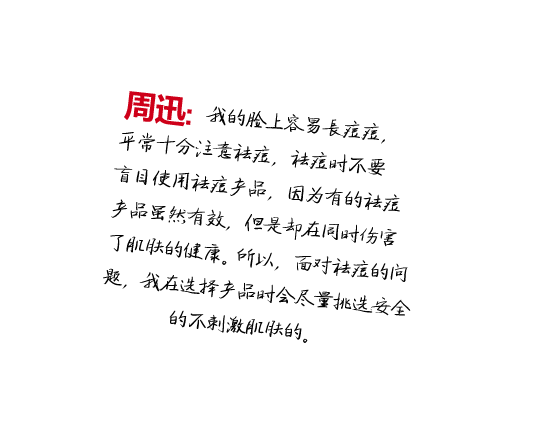 周迅：我的脸上容易長痘痘，
平常十分注意祛痘，祛痘时不要
盲目使用祛痘产品，因为有的祛痘
产品虽然有效，但是却在同时伤害
了肌肤的健康。所以，面对祛痘的问
题，我在选择产品时会尽量挑选安全
的不刺激肌肤的。